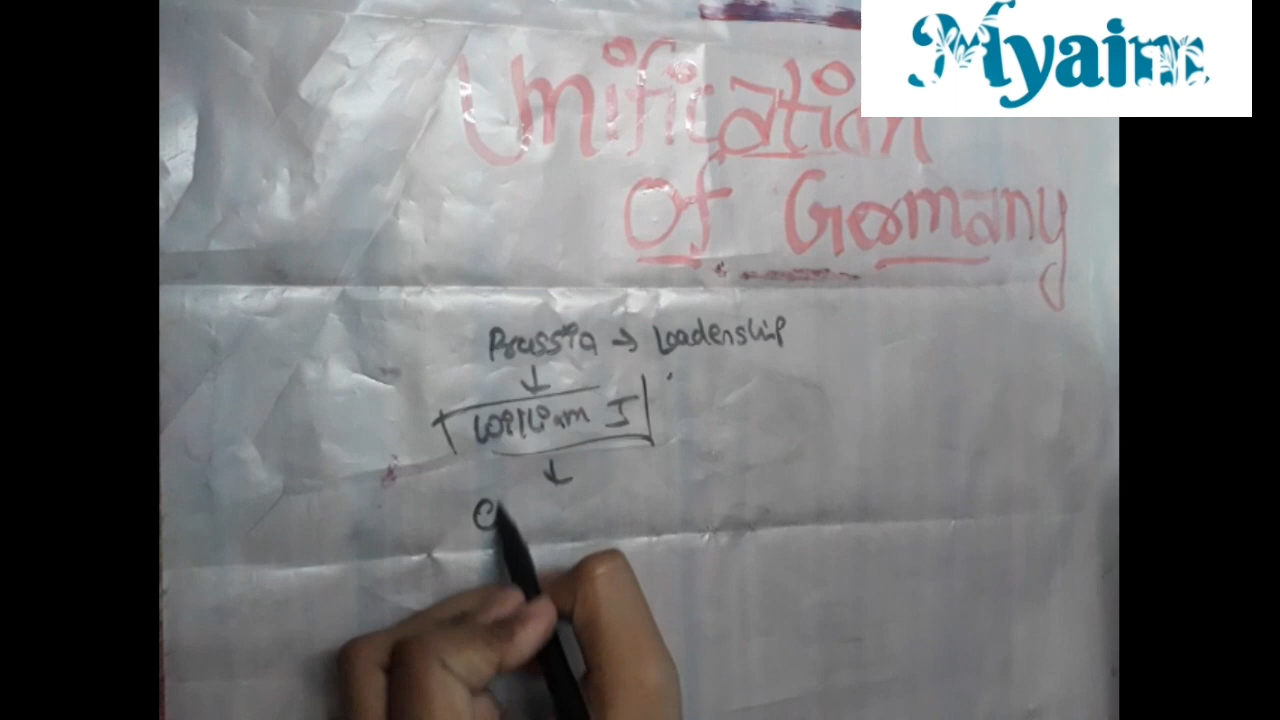 Myaim
Unification
Of Germany
Prussia → Leadership
↓
William I
↓
O